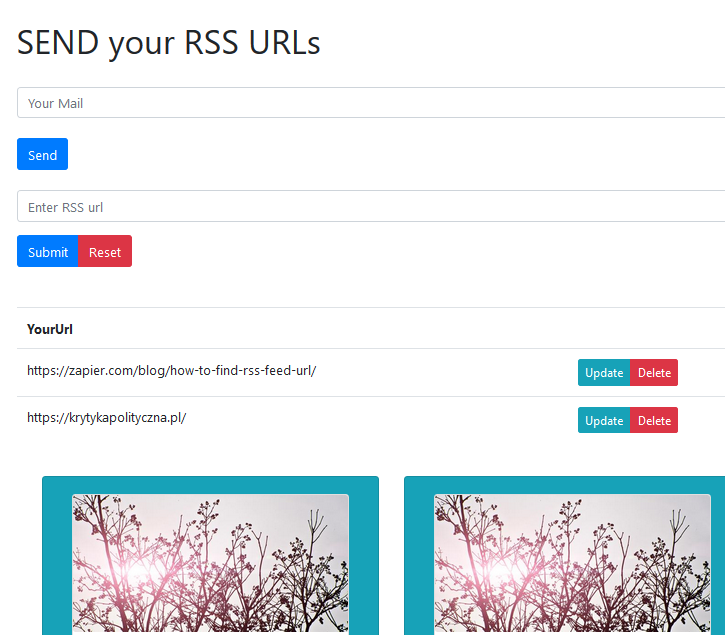 SEND your RSS URLs
Your Mail
Send
Enter RSS url
Submit Reset
YourUrl
https://zapier.com/blog/how-to-find-rss-feed-url/ Update Delete
https://krytykapolityczna.pl/ Update Delete